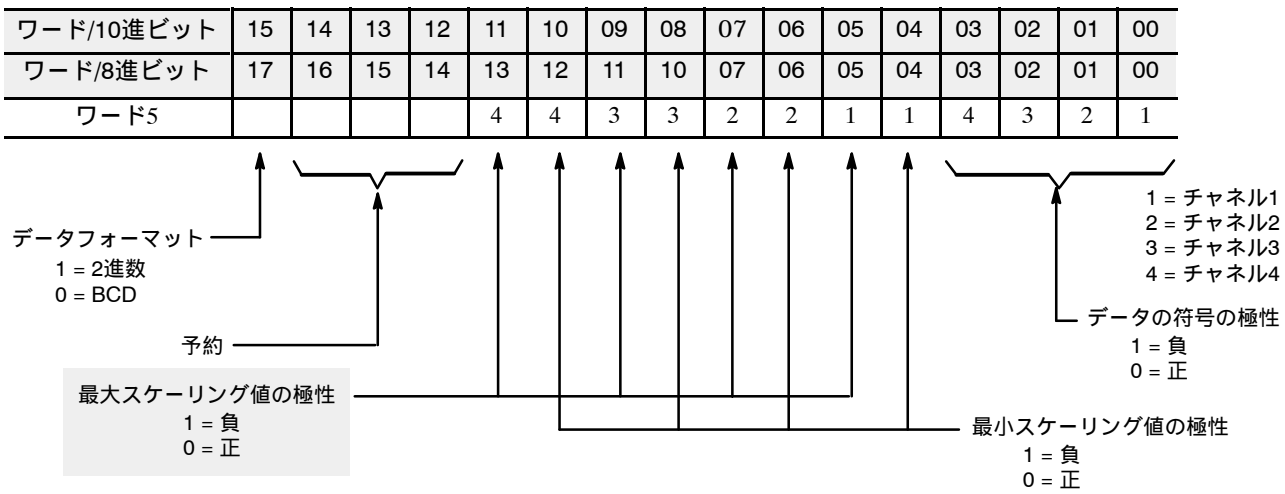 ワード/10進ビット 15 14 13 12 11 10 09 08 07 06 05 04 03 02 01 00
ワード/8進ビット 17 16 15 14 13 12 11 10 07 06 05 04 03 02 01 00
ワード5 4 4 3 3 2 2 1 1 4 3 2 1
1 = チャネル1
2 = チャネル2
3 = チャネル3
4 = チャネル4
データフォーマット
1 = 2進数
0 = BCD
データの符号の極性
1 = 負
0 = 正
予約
最大スケーリング値の極性
1 = 負
0 = 正
最小スケーリング値の極性
1 = 負
0 = 正